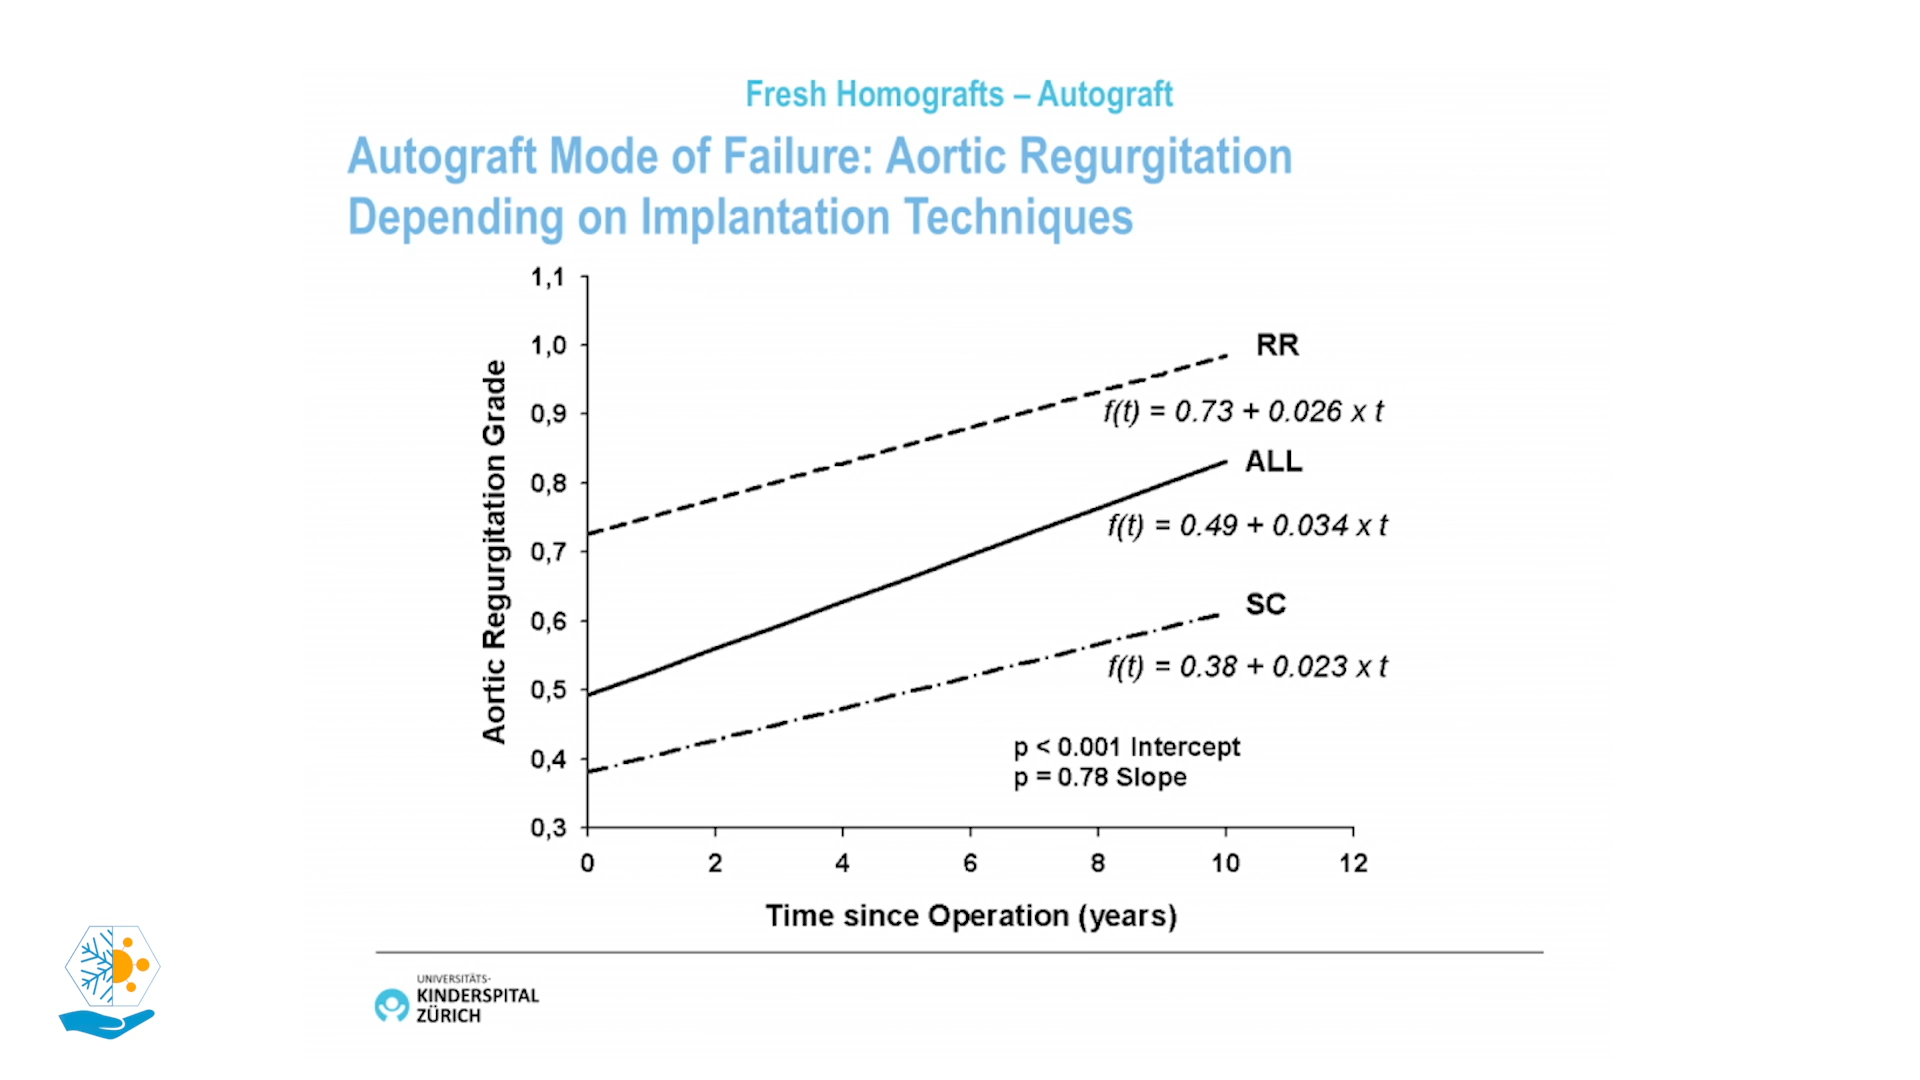 Fresh Homografts – Autograft
Autograft Mode of Failure: Aortic Regurgitation
Depending on Implantation Techniques
Aortic Regurgitation Grade
1,1
1,0
0,9
0,8
0,7
0,6
0,5
0,4
0,3
RR
f(t) = 0.73 + 0.026 x t
ALL
f(t) = 0.49 + 0.034 x t
SC
f(t) = 0.38 + 0.023 x t
p < 0.001 Intercept
p = 0.78 Slope
0 2 4 6 8 10 12
Time since Operation (years)
UNIVERSITÄTS-
KINDERSPITAL
ZÜRICH